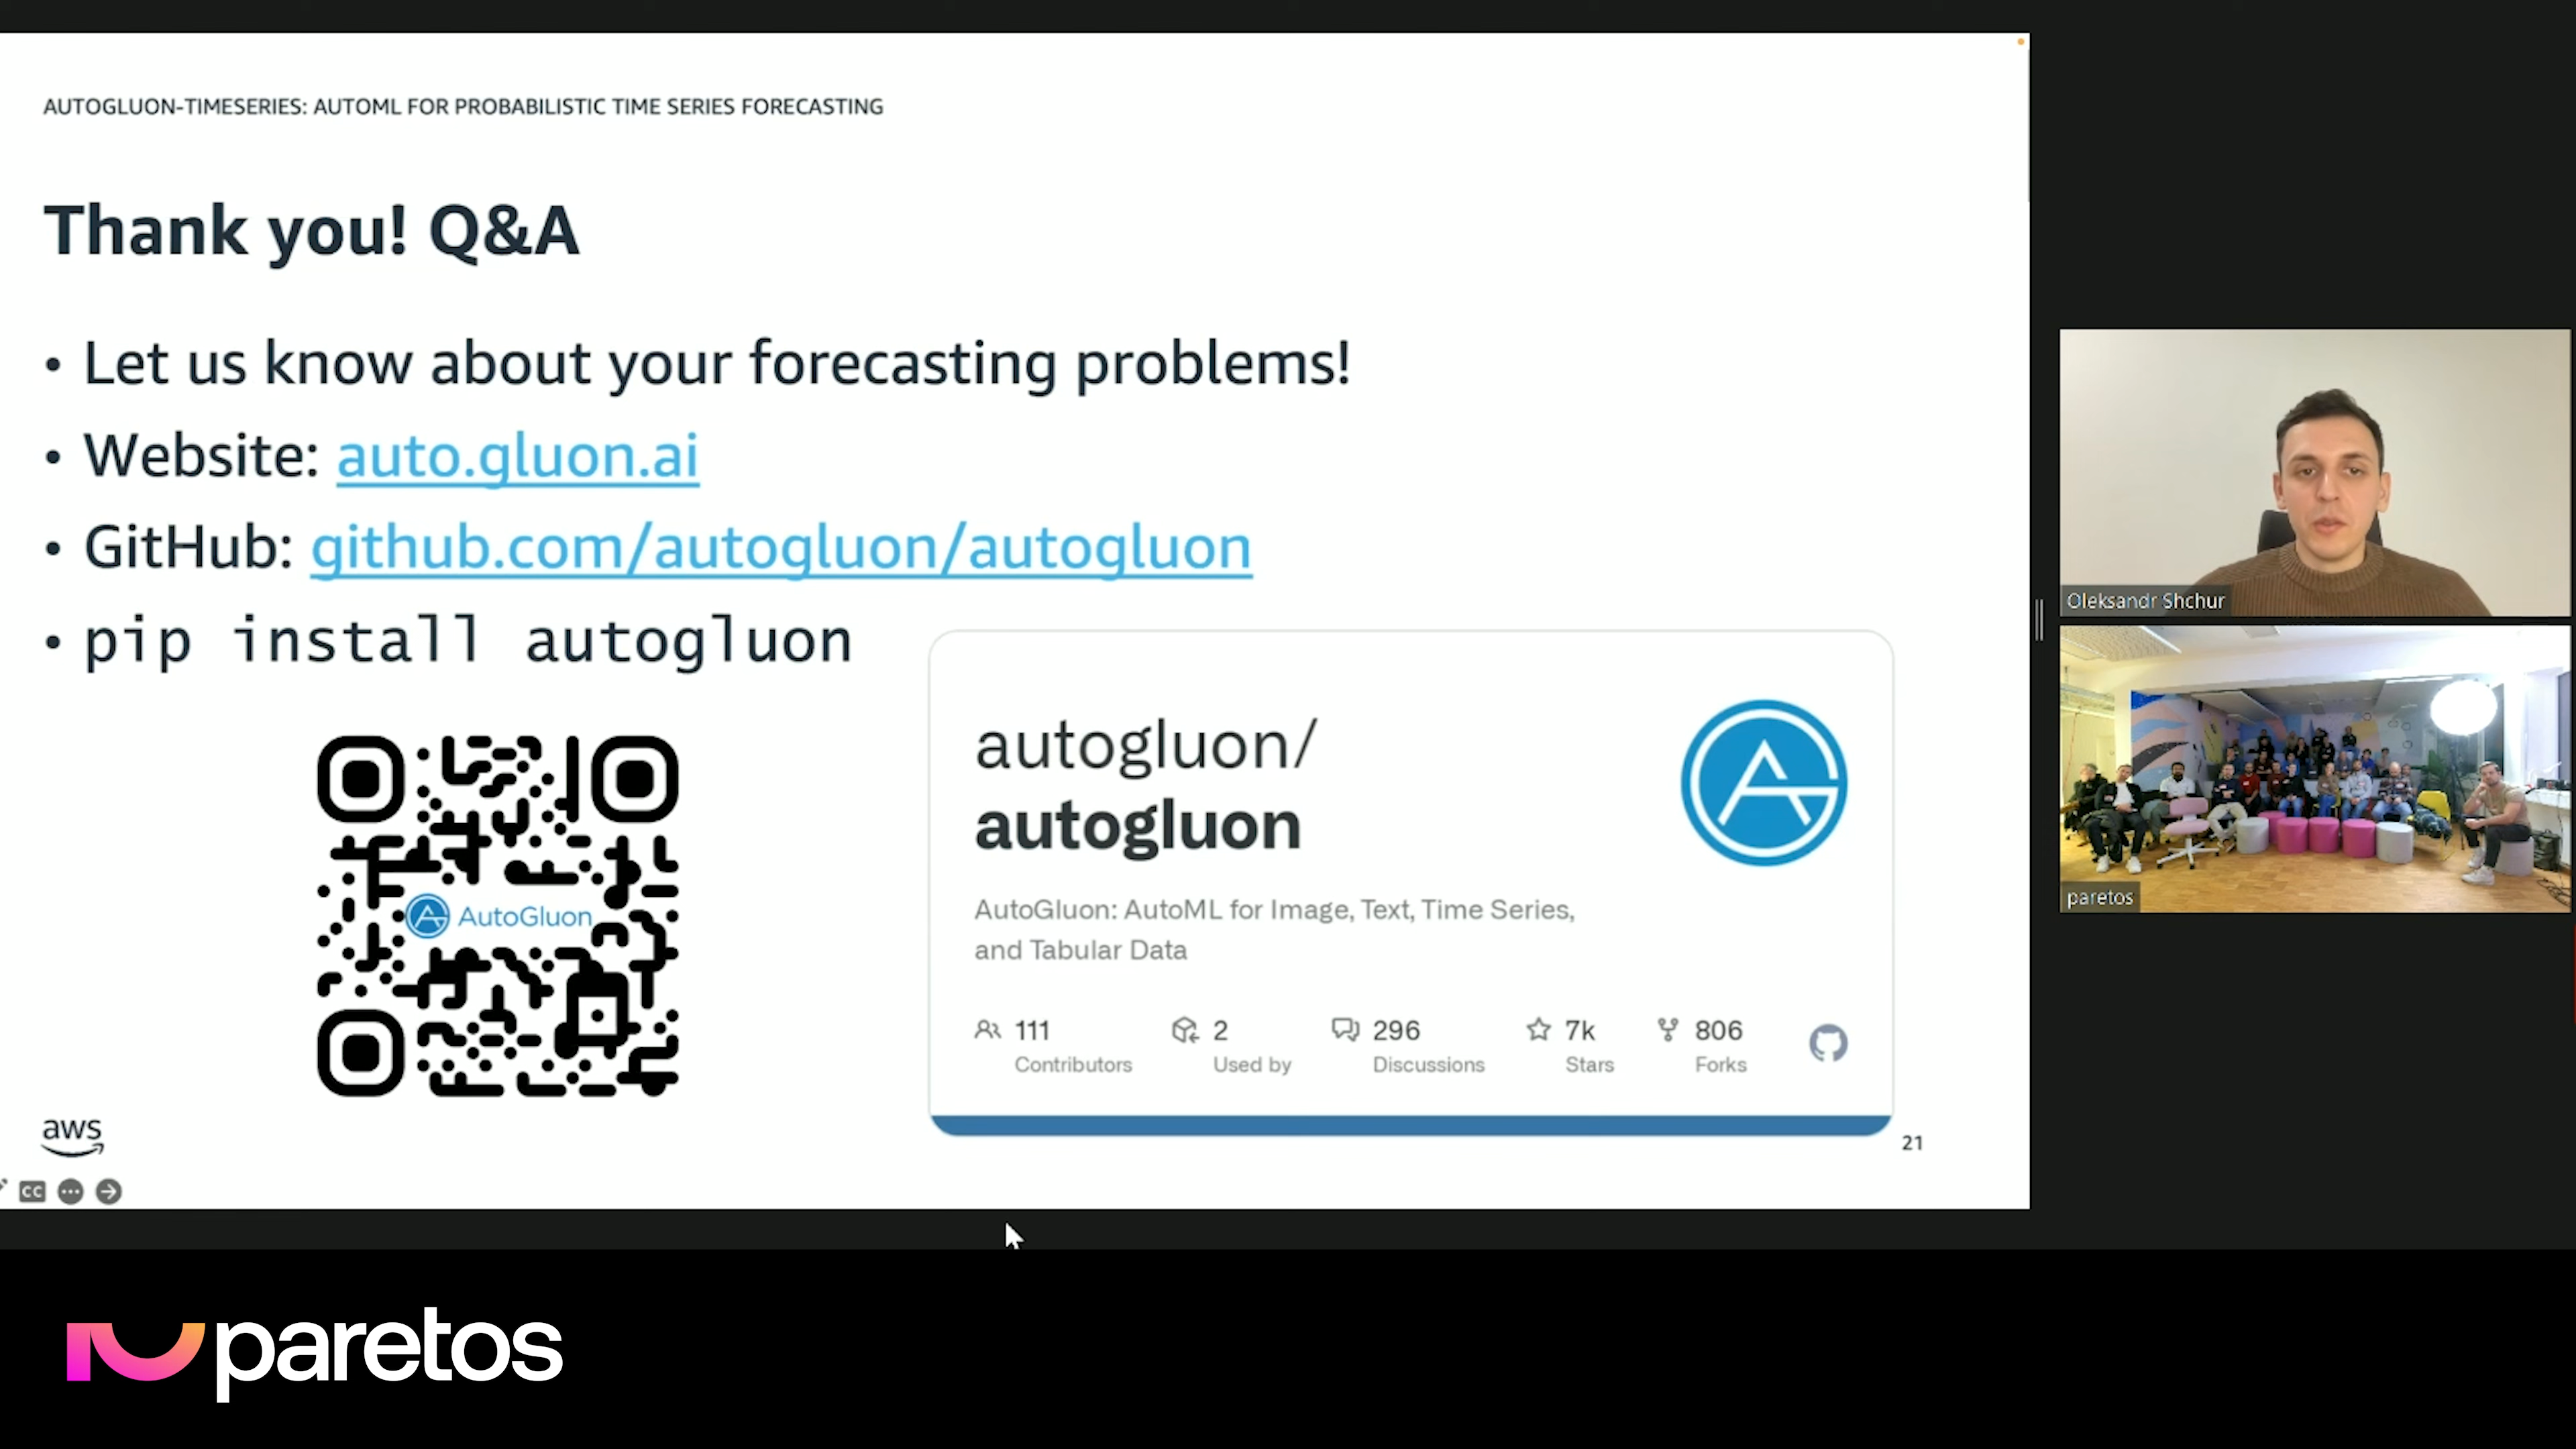 AUTOGLUON-TIMESERIES: AUTOML FOR PROBABILISTIC TIME SERIES FORECASTING
Thank you! Q&A
• Let us know about your forecasting problems!
• Website: auto.gluon.ai
• GitHub: github.com/autogluon/autogluon
• pip install autogluon
AutoGluon
autogluon/
autogluon
AutoGluon: AutoML for Image, Text, Time Series,
and Tabular Data
111 Contributors
2 Used by
296 Discussions
7k Stars
806 Forks
aws
21
CC
Oleksandr Shchur
paretos
paretos